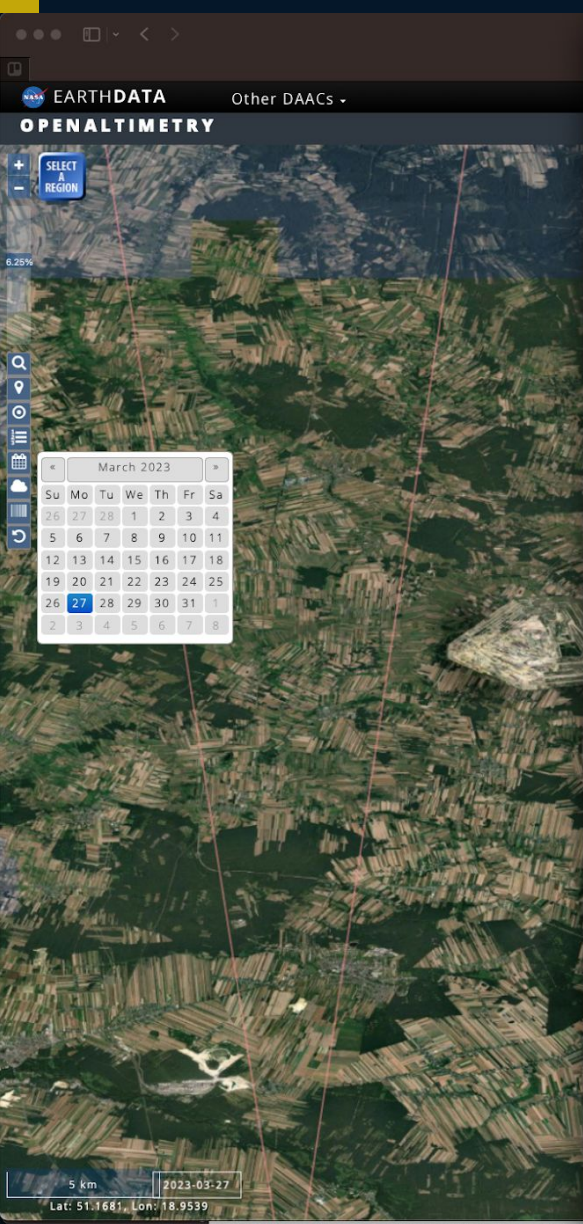 NASA EARTHDATA Other DAACs
OPENALTIMETRY
+
SELECT
A
REGION
−
6.25%
« March 2023 »
Su Mo Tu We Th Fr Sa
26 27 28 1 2 3 4
5 6 7 8 9 10 11
12 13 14 15 16 17 18
19 20 21 22 23 24 25
26 27 28 29 30 31 1
2 3 4 5 6 7 8
5 km 2023-03-27
Lat: 51.1681, Lon: 18.9539